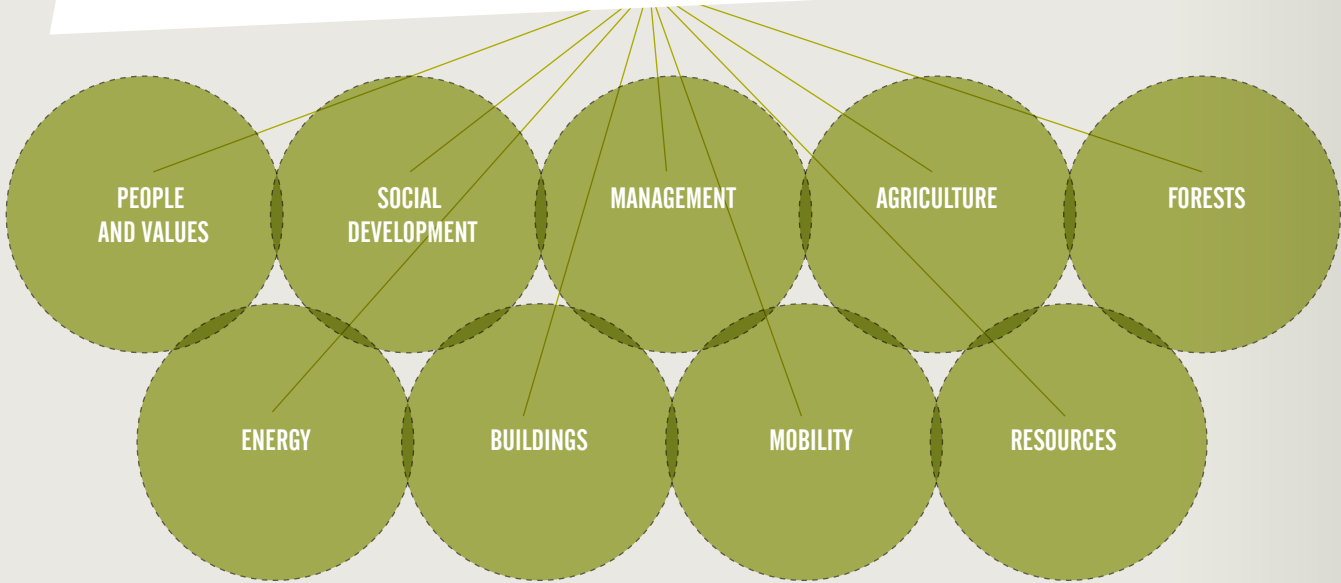 PEOPLE
AND VALUES
SOCIAL
DEVELOPMENT
MANAGEMENT
AGRICULTURE
FORESTS
ENERGY
BUILDINGS
MOBILITY
RESOURCES